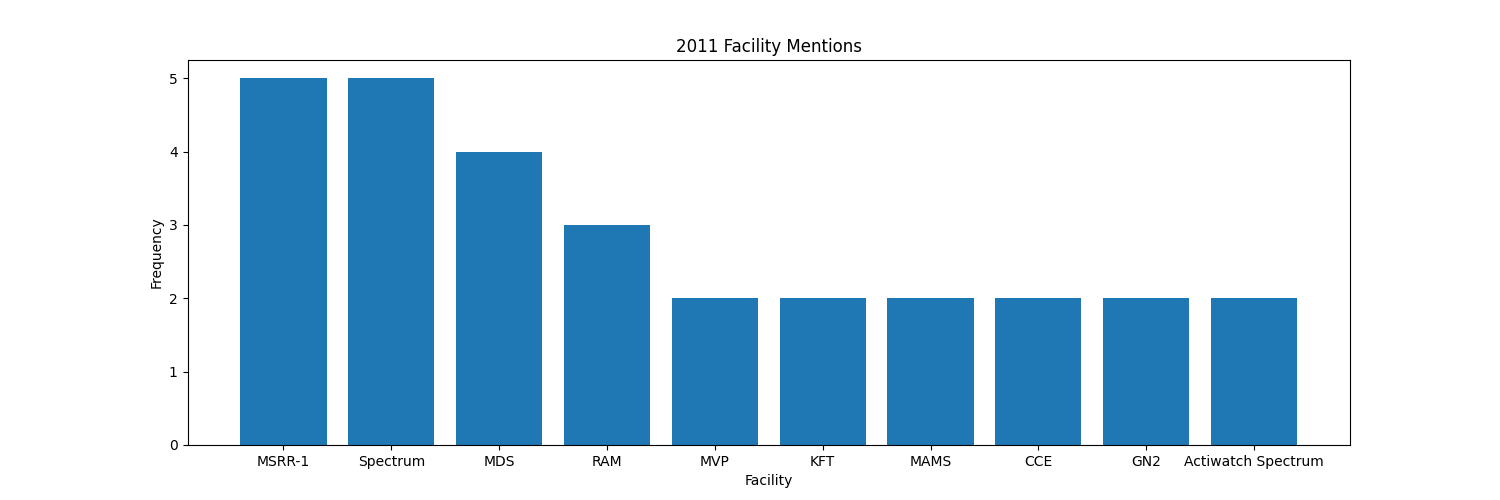 2011 Facility Mentions
Frequency
5
4
3
2
1
0
MSRR-1 Spectrum MDS RAM MVP KFT MAMS CCE GN2 Actiwatch Spectrum
Facility